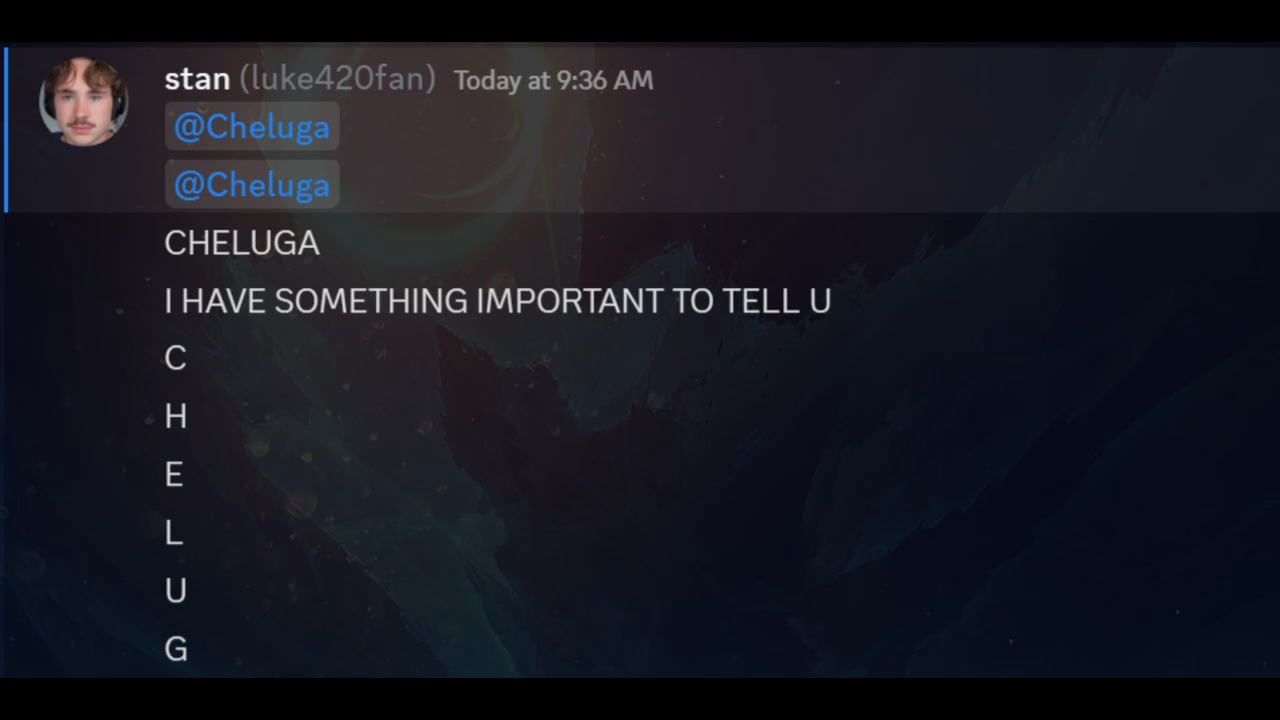 stan (luke420fan) Today at 9:36 AM
@Cheluga
@Cheluga
CHELUGA
I HAVE SOMETHING IMPORTANT TO TELL U
C
H
E
L
U
G